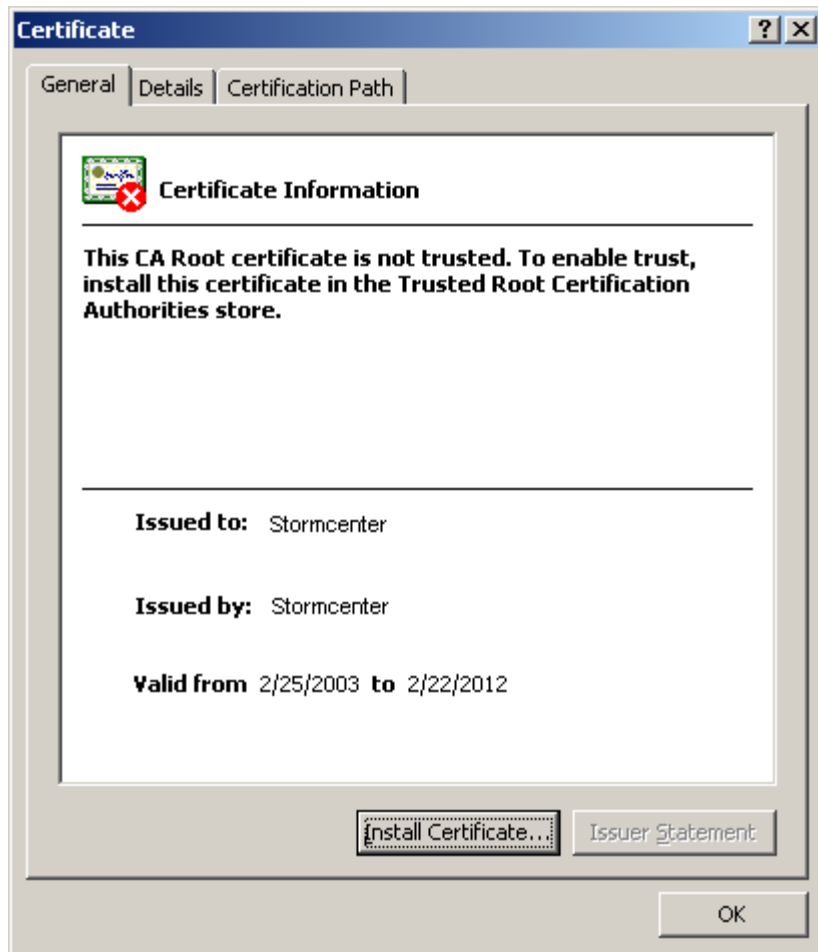 Certificate
General Details Certification Path
Certificate Information
This CA Root certificate is not trusted. To enable trust,
install this certificate in the Trusted Root Certification
Authorities store.
Issued to: Stormcenter
Issued by: Stormcenter
Valid from 2/25/2003 to 2/22/2012
Install Certificate... Issuer Statement
OK